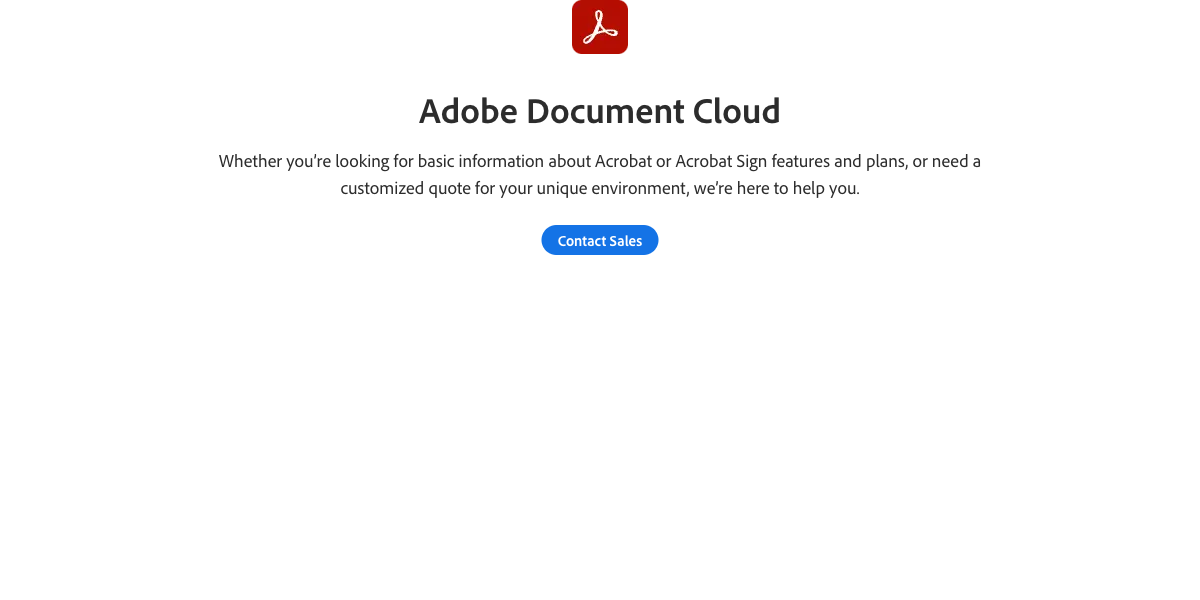 Adobe Document Cloud
Whether you’re looking for basic information about Acrobat or Acrobat Sign features and plans, or need a
customized quote for your unique environment, we’re here to help you.
Contact Sales